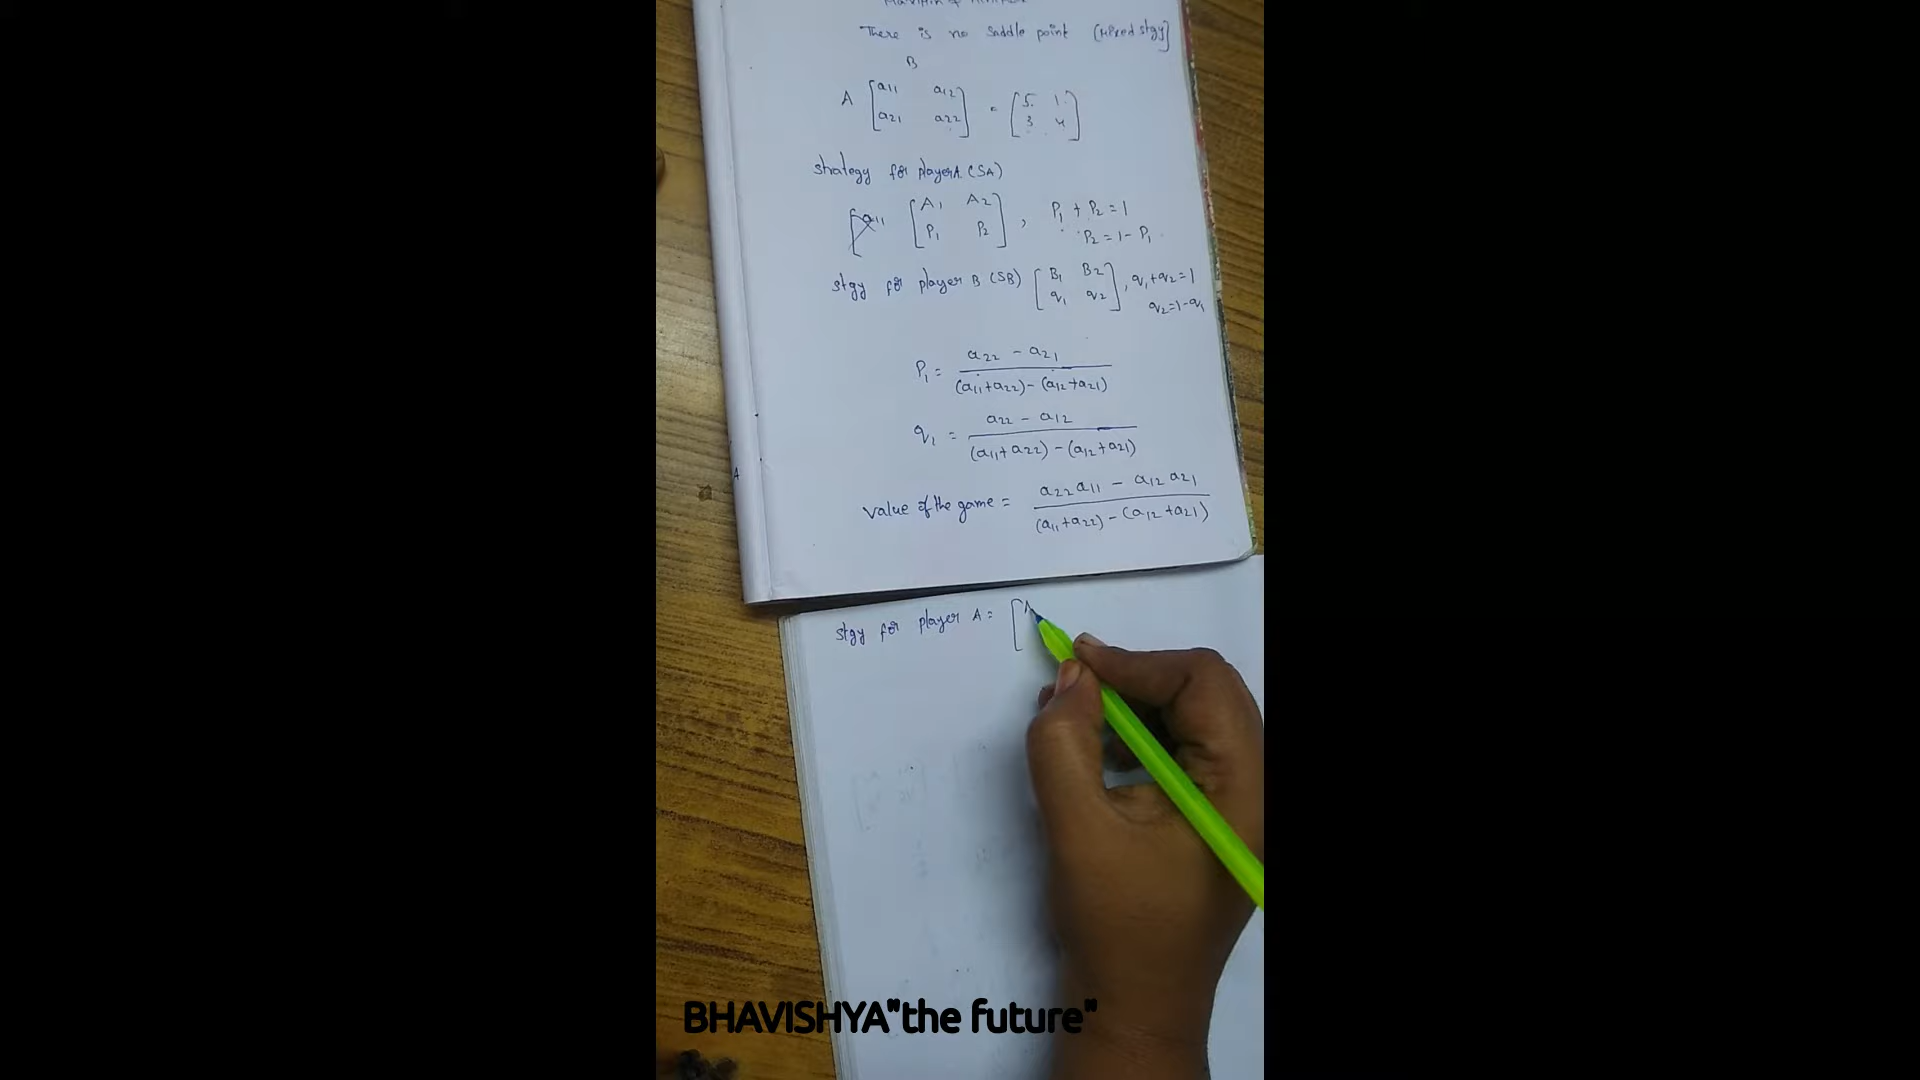 There is no saddle point (Mixed stgy]
B
A [a11 a12 a21 a22] = [5 1 3 4]
strategy for player A (SA)
[a11 [A1 A2 P1 P2], P1 + P2 = 1
P2 = 1 - P1
stgy for player B (SB) [B1 B2 q1 q2], q1+q2=1
q2=1-q1
P1 = a22 - a21 / (a11+a22)-(a12+a21)
q1 = a22 - a12 / (a11+a22)-(a12+a21)
value of the game = a22 a11 - a12 a21 / (a11+a22)-(a12+a21)
stgy for player A = [A
BHAVISHYA"the future"